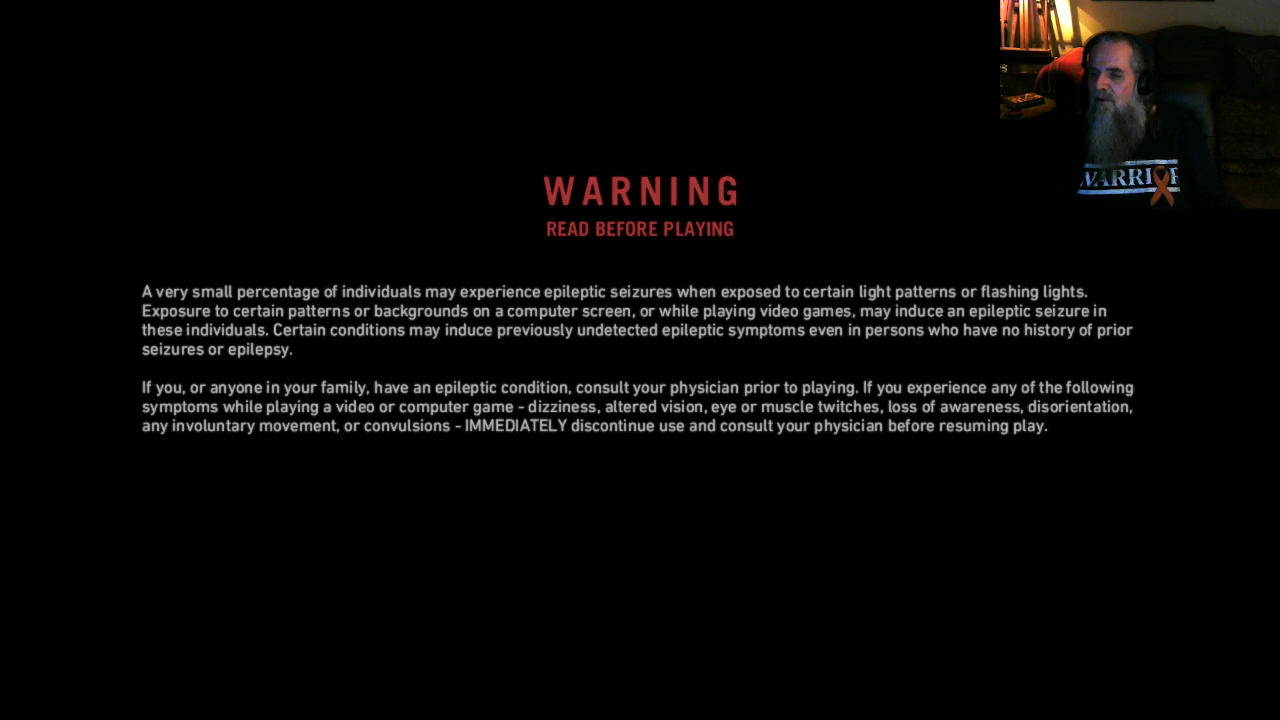 WARNING
READ BEFORE PLAYING
A very small percentage of individuals may experience epileptic seizures when exposed to certain light patterns or flashing lights.
Exposure to certain patterns or backgrounds on a computer screen, or while playing video games, may induce an epileptic seizure in
these individuals. Certain conditions may induce previously undetected epileptic symptoms even in persons who have no history of prior
seizures or epilepsy.
If you, or anyone in your family, have an epileptic condition, consult your physician prior to playing. If you experience any of the following
symptoms while playing a video or computer game - dizziness, altered vision, eye or muscle twitches, loss of awareness, disorientation,
any involuntary movement, or convulsions - IMMEDIATELY discontinue use and consult your physician before resuming play.
WARRIOR